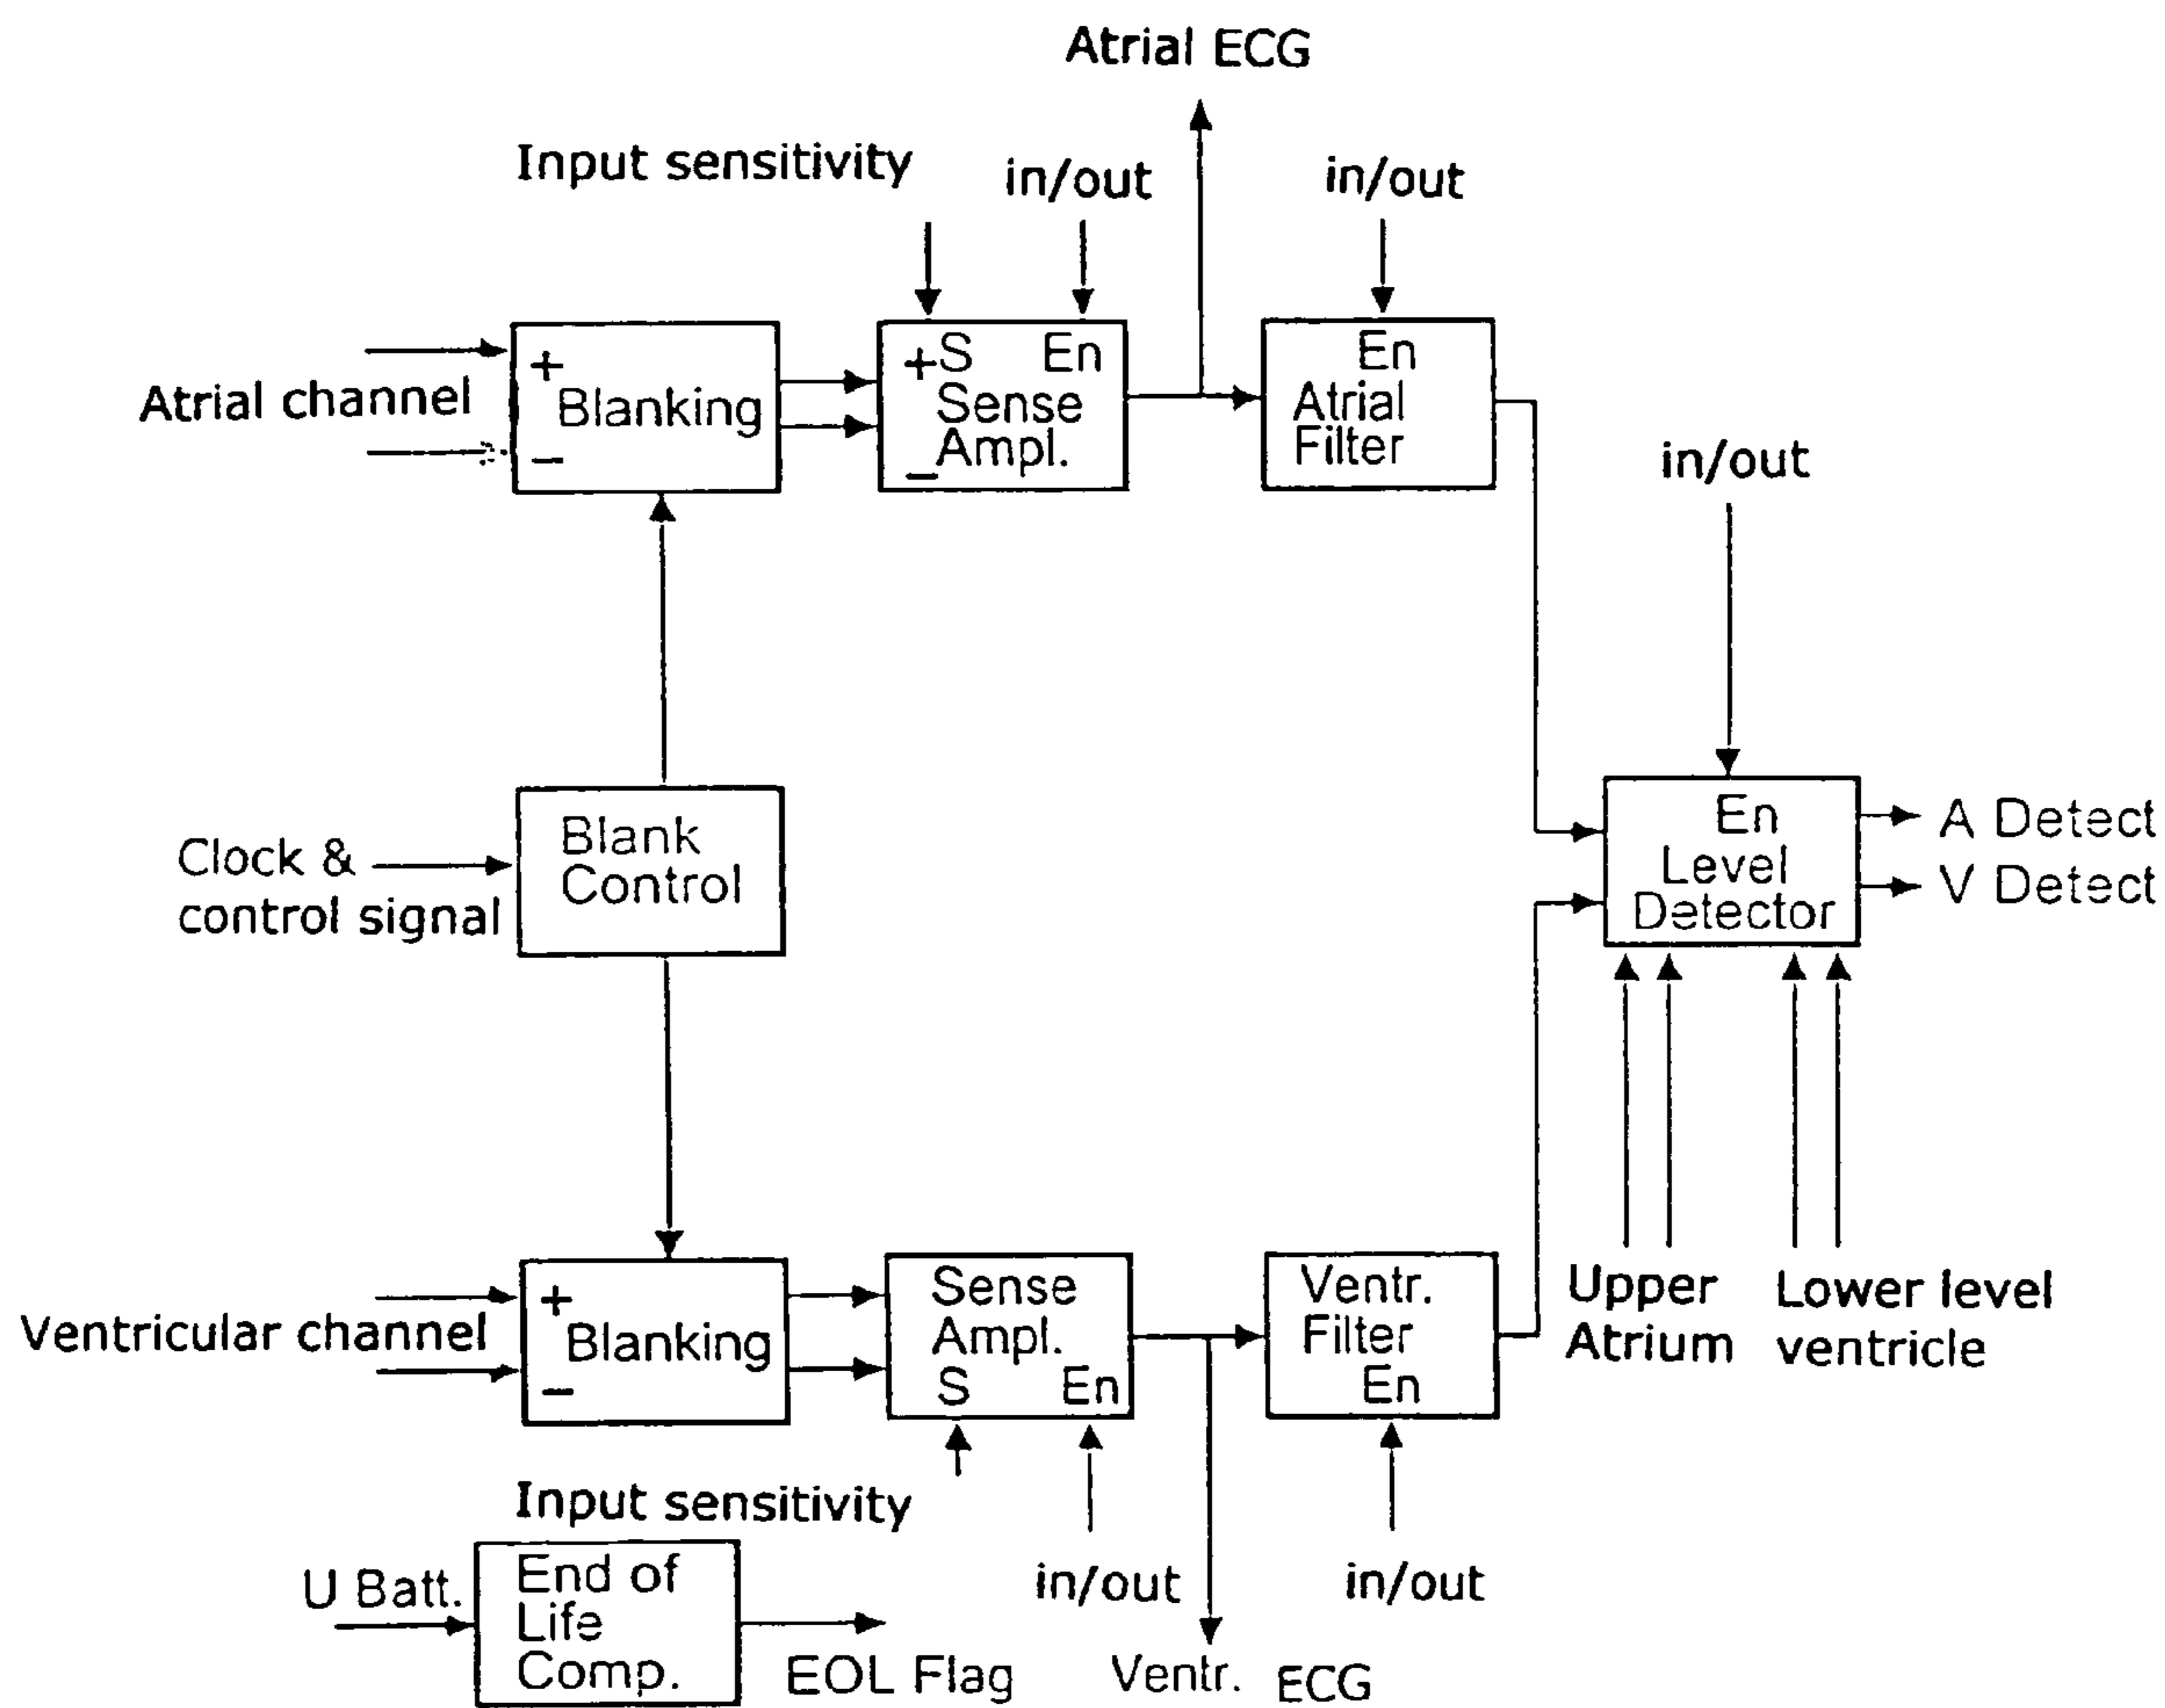 Atrial ECG
Input sensitivity
in/out
in/out
Atrial channel
+
Blanking
−
+S En
Sense
Ampl.
−
En
Atrial
Filter
in/out
Clock &
control signal
Blank
Control
En
Level
Detector
A Detect
V Detect
Ventricular channel
+
Blanking
−
Sense
Ampl.
S En
Ventr.
Filter
En
Upper
Atrium
Lower level
ventricle
Input sensitivity
in/out
in/out
U Batt.
End of
Life
Comp.
EOL Flag
Ventr. ECG